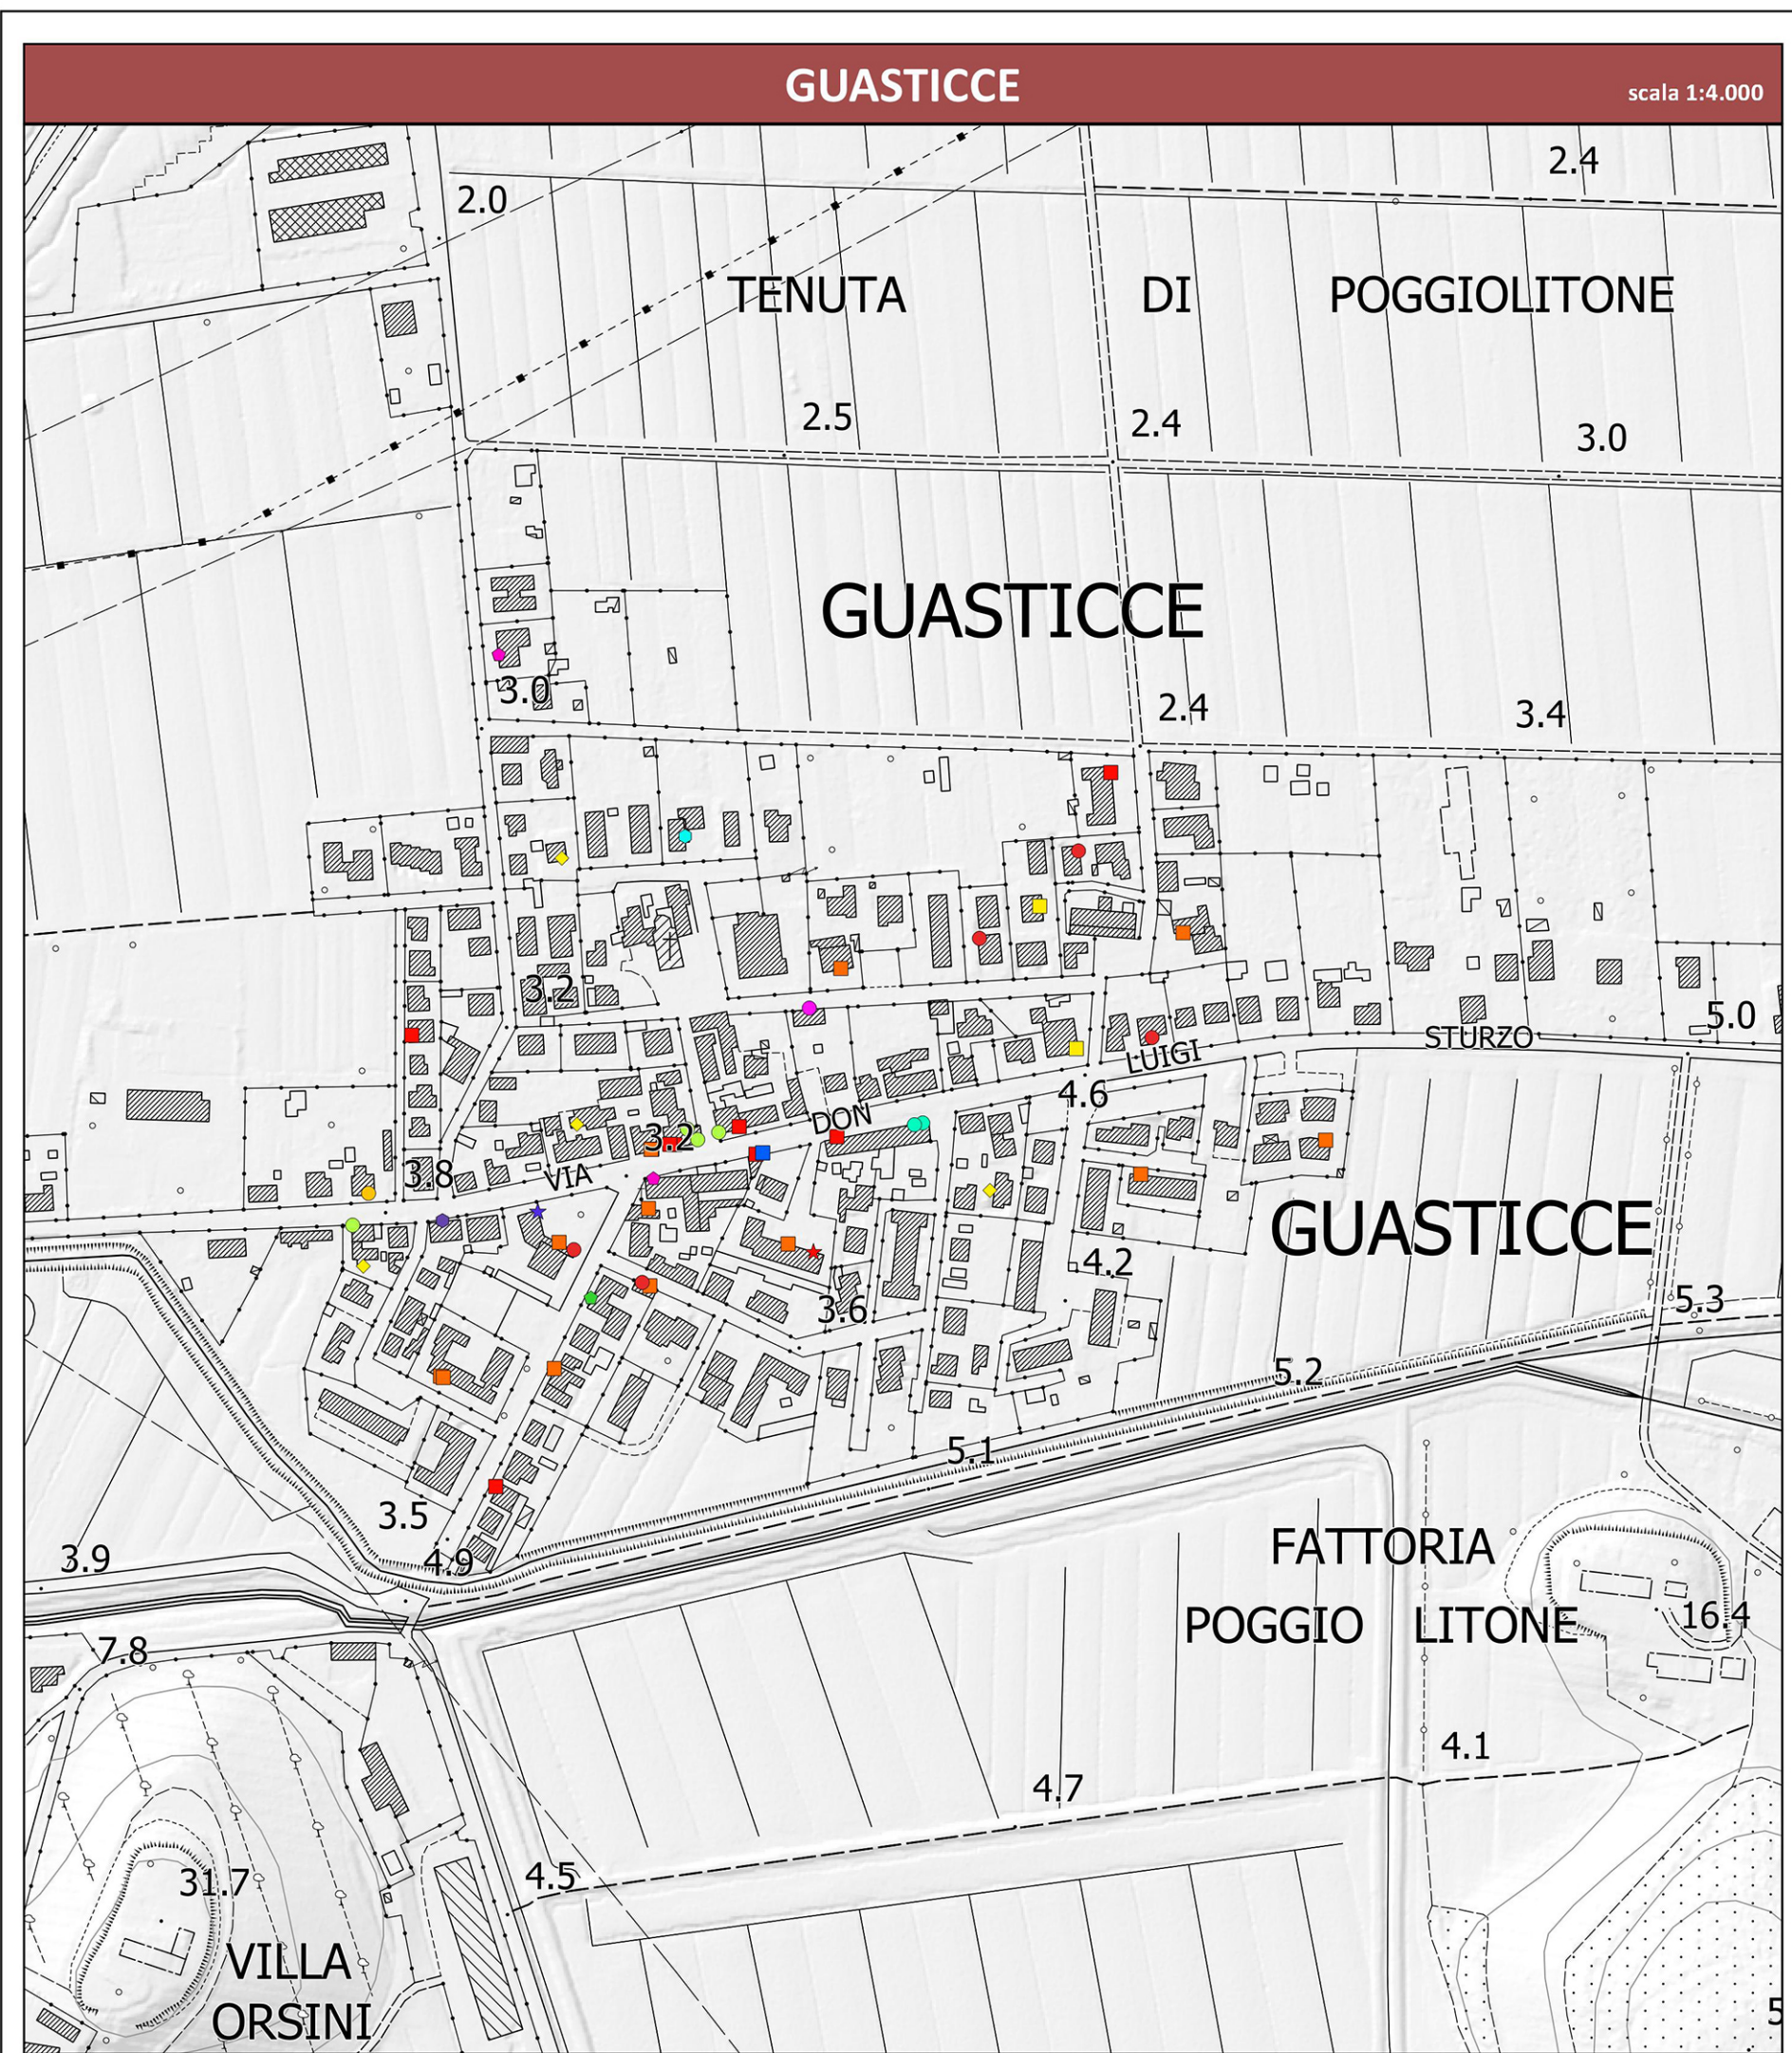 GUASTICCE
scala 1:4.000
2.4
2.0
TENUTA DI POGGIOLITONE
2.5
2.4
3.0
GUASTICCE
3.0
2.4
3.4
3.2
5.0
STURZO
LUIGI
4.6
DON
3.2
3.8
VIA
GUASTICCE
4.2
5.3
3.6
5.2
5.1
3.5
FATTORIA
3.9
4.9
POGGIO LITONE
16.4
7.8
4.1
4.7
4.5
31.7
VILLA
ORSINI
5